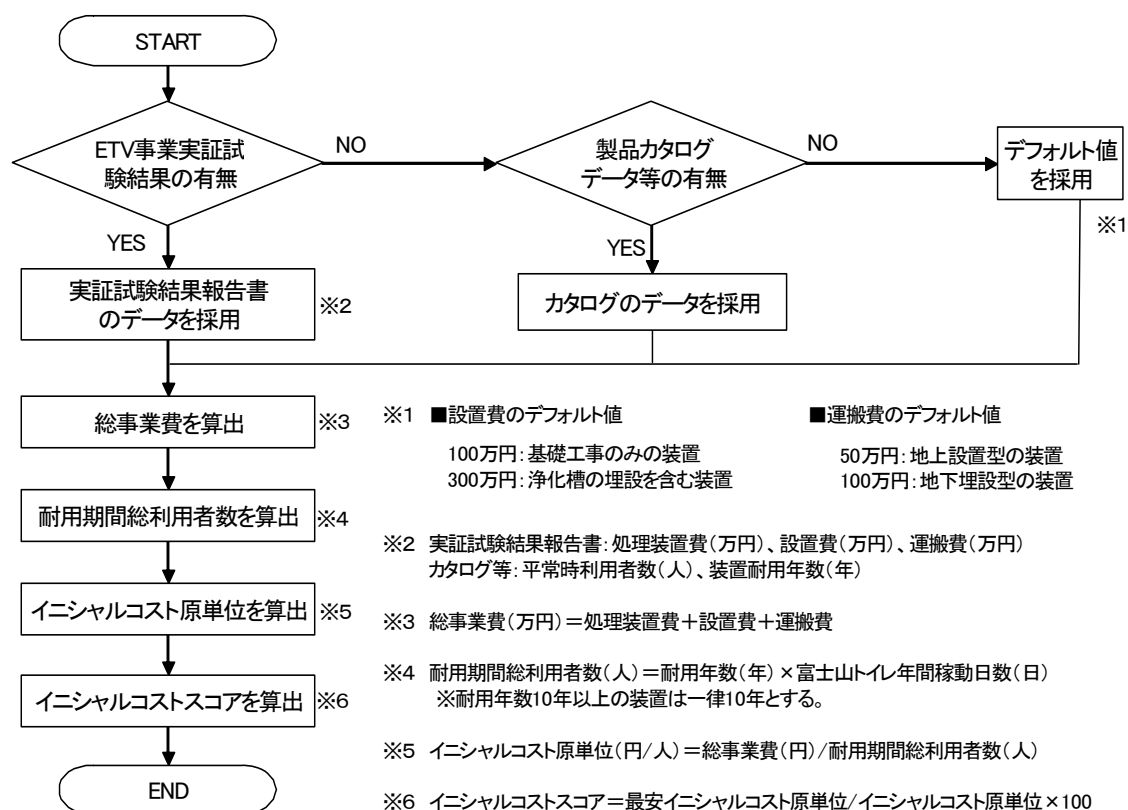 START
ETV事業実証試
験結果の有無
NO
製品カタログ
データ等の有無
NO
デフォルト値
を採用
※1
YES
YES
実証試験結果報告書
のデータを採用
※2
カタログのデータを採用
総事業費を算出
※3
耐用期間総利用者数を算出
※4
イニシャルコスト原単位を算出
※5
イニシャルコストスコアを算出
※6
END
※1 ■設置費のデフォルト値
100万円：基礎工事のみの装置
300万円：浄化槽の埋設を含む装置
■運搬費のデフォルト値
50万円：地上設置型の装置
100万円：地下埋設型の装置
※2 実証試験結果報告書：処理装置費（万円）、設置費（万円）、運搬費（万円）
カタログ等：平常時利用者数（人）、装置耐用年数（年）
※3 総事業費（万円）＝処理装置費＋設置費＋運搬費
※4 耐用期間総利用者数（人）＝耐用年数（年）×富士山トイレ年間稼動日数（日）
※耐用年数10年以上の装置は一律10年とする。
※5 イニシャルコスト原単位（円/人）＝総事業費（円）/耐用期間総利用者数（人）
※6 イニシャルコストスコア＝最安イニシャルコスト原単位/イニシャルコスト原単位×100